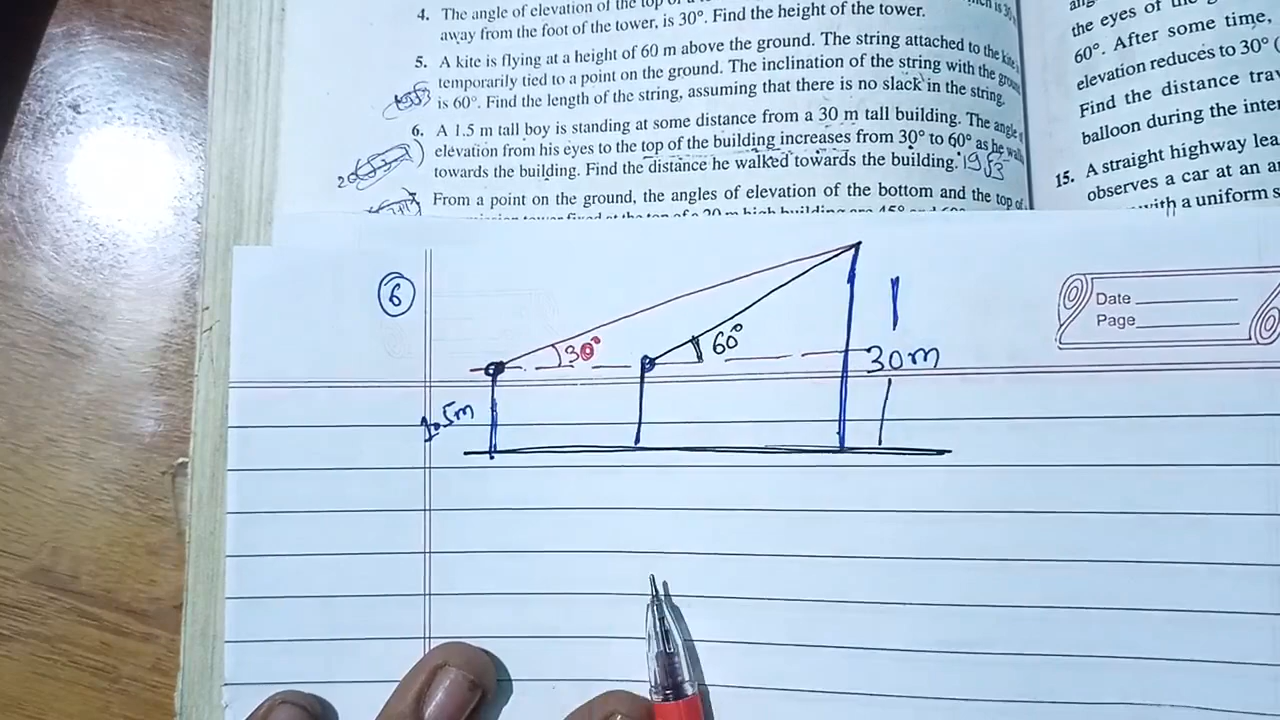 4. The angle of elevation of the top of a
away from the foot of the tower, is 30°. Find the height of the tower.
5. A kite is flying at a height of 60 m above the ground. The string attached to the kite is
temporarily tied to a point on the ground. The inclination of the string with the ground
is 60°. Find the length of the string, assuming that there is no slack in the string.
6. A 1.5 m tall boy is standing at some distance from a 30 m tall building. The angle of
elevation from his eyes to the top of the building increases from 30° to 60° as he walks
towards the building. Find the distance he walked towards the building. 19√3
From a point on the ground, the angles of elevation of the bottom and the top of
the eyes of
60°. After some time,
elevation reduces to 30°
Find the distance tra
balloon during the inter
15. A straight highway lea
observes a car at an a
with a uniform s
6
30°
60°
30m
1.5m
Date
Page